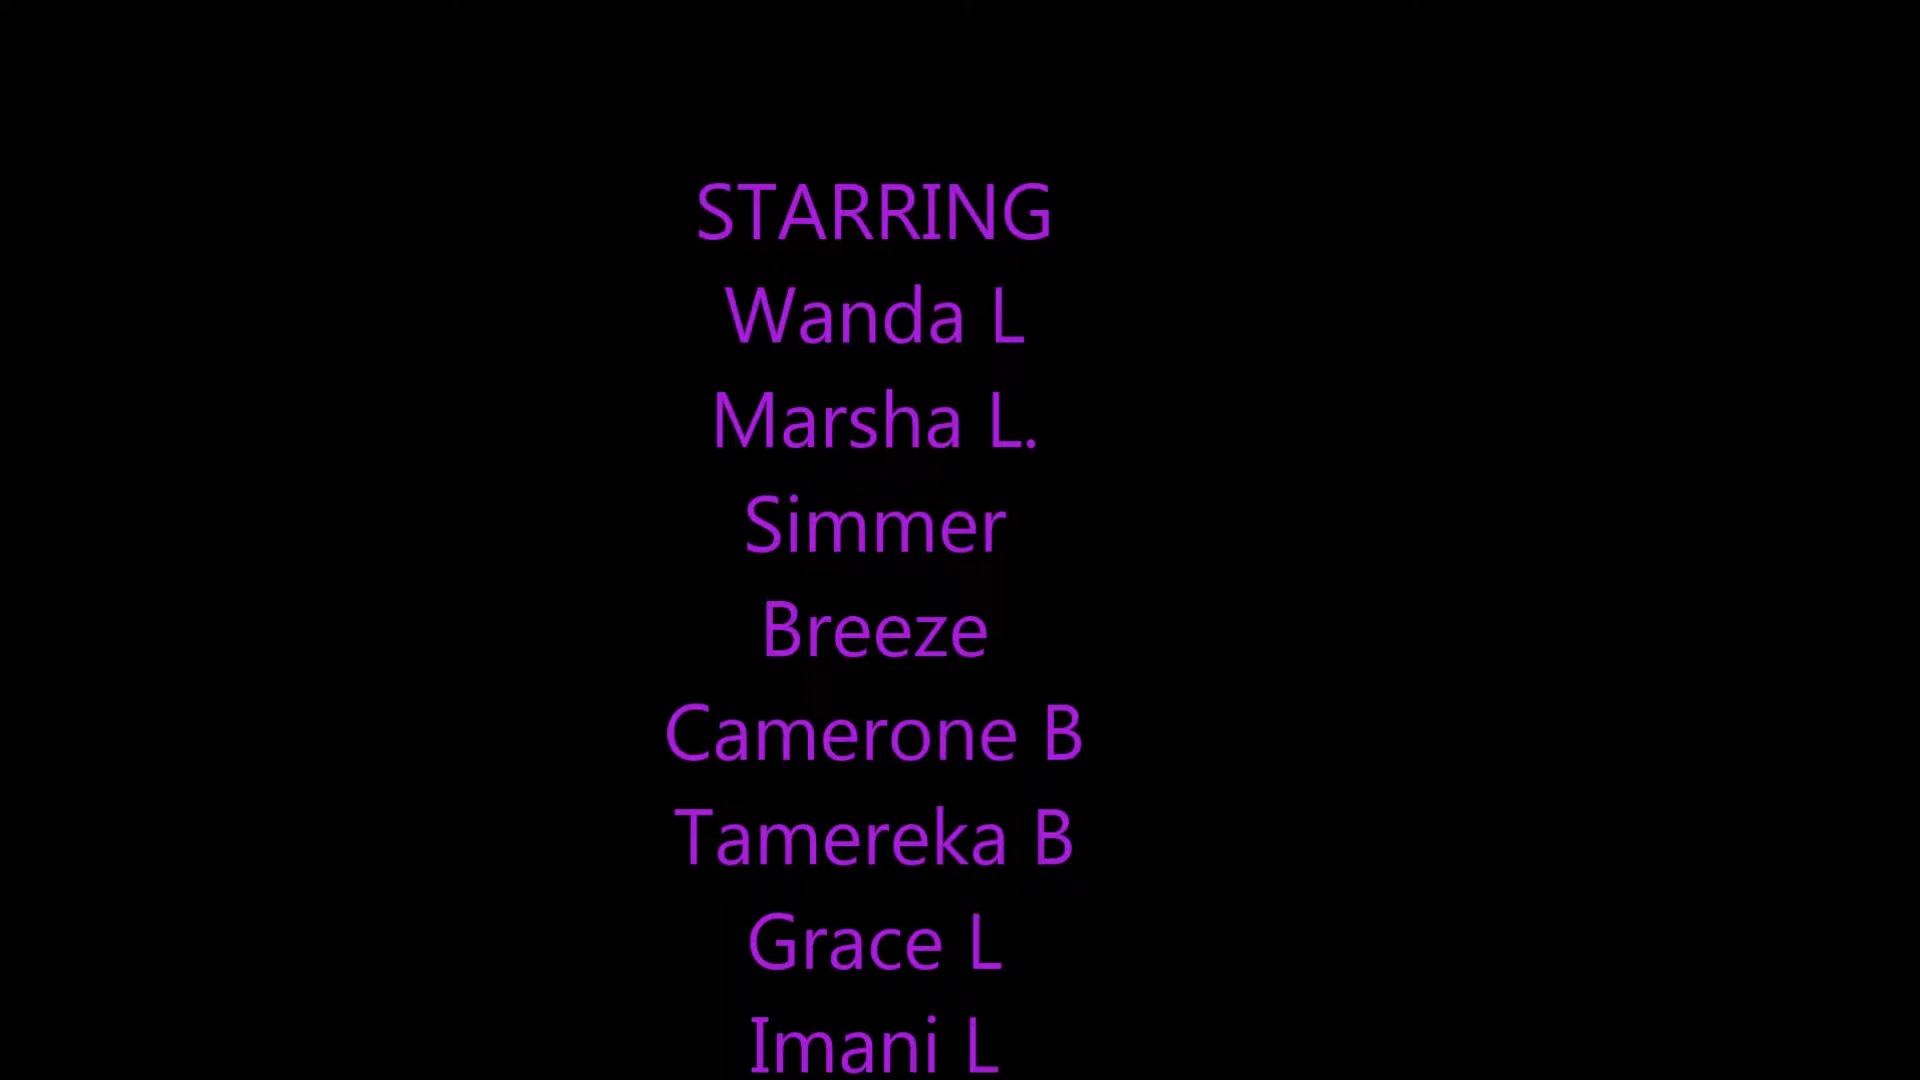 STARRING
Wanda L
Marsha L.
Simmer
Breeze
Camerone B
Tamereka B
Grace L
Imani L